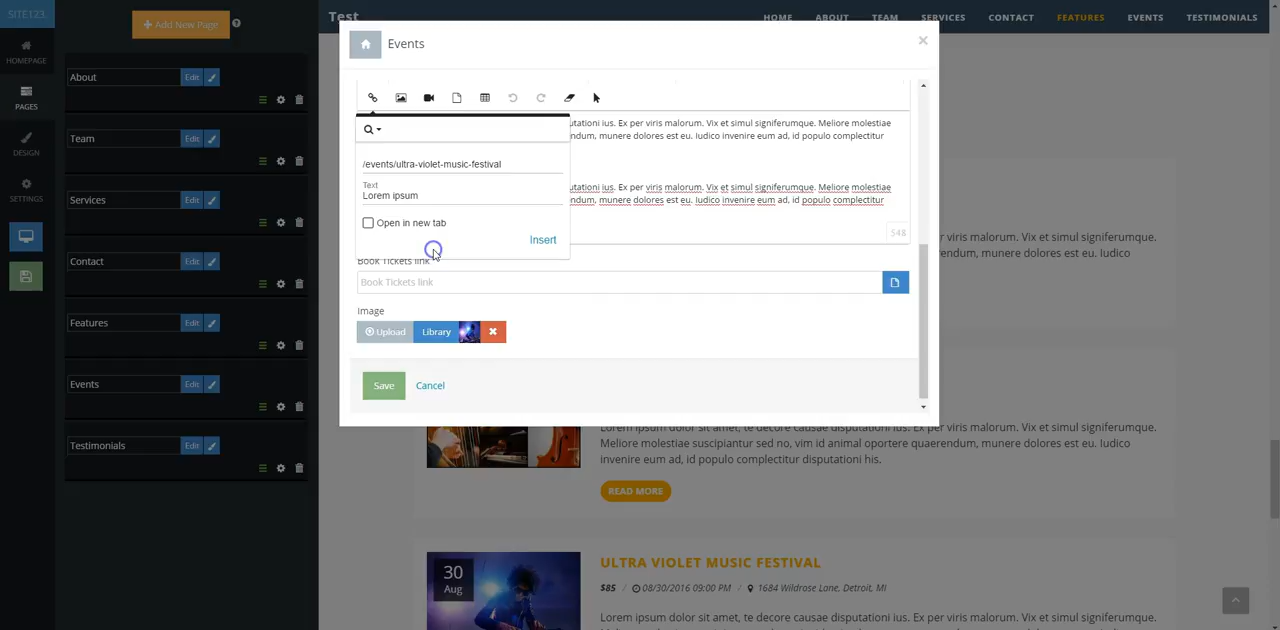 SITE123
Add New Page
?
HOMEPAGE
PAGES
DESIGN
SETTINGS
About Edit
Team Edit
Services Edit
Contact Edit
Features Edit
Events Edit
Testimonials Edit
Test
HOME ABOUT TEAM SERVICES CONTACT FEATURES EVENTS TESTIMONIALS
Events
putationi ius. Ex per viris malorum. Vix et simul signiferumque. Meliore molestiae
ndum, munere dolores est eu. Iudico invenire eum ad, id populo complectitur
/events/ultra-violet-music-festival
Text
Lorem ipsum
Open in new tab
Insert
putationi ius. Ex per viris malorum. Vix et simul signiferumque. Meliore molestiae
ndum, munere dolores est eu. Iudico invenire eum ad, id populo complectitur
548
Book Tickets link
Book Tickets link
Image
Upload Library
Save Cancel
r viris malorum. Vix et simul signiferumque.
ndum, munere dolores est eu. Iudico
Lorem ipsum dolor sit amet, te decore Causae disputationi ius. Ex per viris malorum. Vix et simul signiferumque.
Meliore molestiae suscipiantur sed no, vim id animal oportere quaerendum, munere dolores est eu. Iudico
invenire eum ad, id populo complectitur disputationi his.
READ MORE
30
Aug
ULTRA VIOLET MUSIC FESTIVAL
$85 / 08/30/2016 09:00 PM / 1684 Wildrose Lane, Detroit, MI
Lorem ipsum dolor sit amet, te decore causae disputationi ius. Ex per viris malorum. Vix et simul signiferumque.